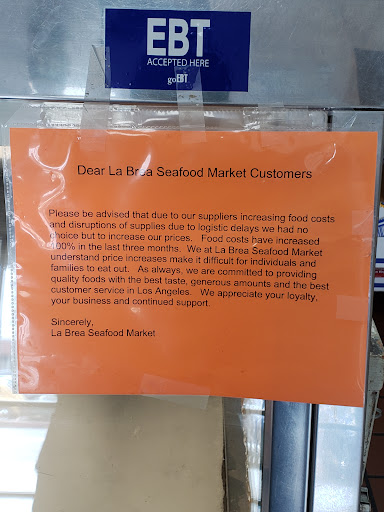 EBT
ACCEPTED HERE
goEBT
Dear La Brea Seafood Market Customers
Please be advised that due to our suppliers increasing food costs
and disruptions of supplies due to logistic delays we had no
choice but to increase our prices. Food costs have increased
100% in the last three months. We at La Brea Seafood Market
understand price increases make it difficult for individuals and
families to eat out. As always, we are committed to providing
quality foods with the best taste, generous amounts and the best
customer service in Los Angeles. We appreciate your loyalty,
your business and continued support.
Sincerely,
La Brea Seafood Market